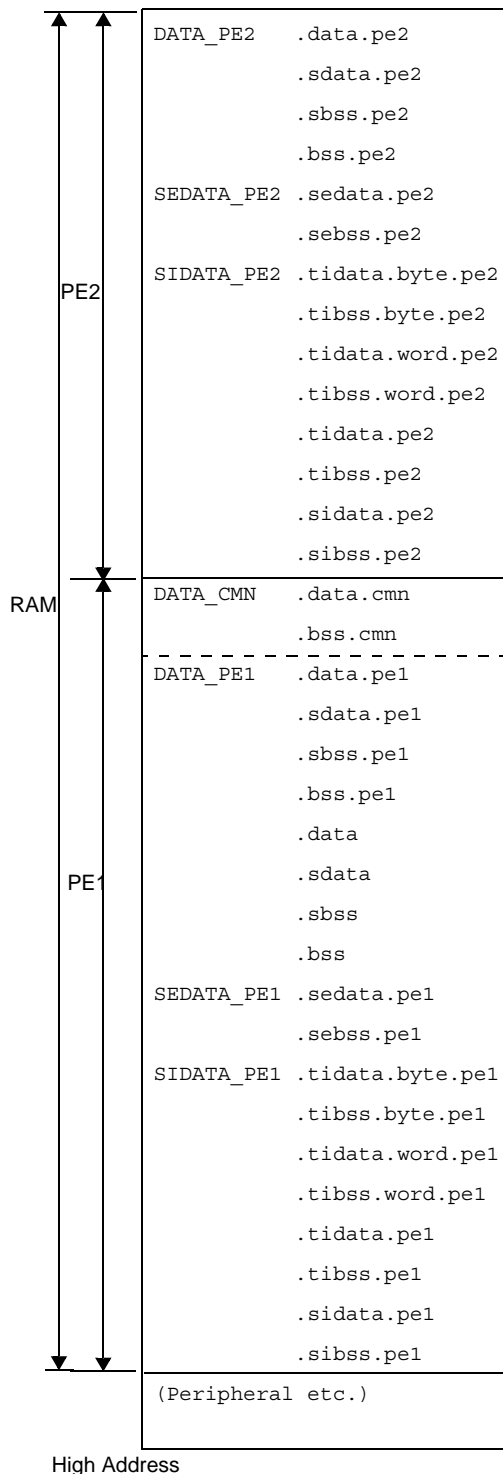 DATA_PE2 .data.pe2
.sdata.pe2
.sbss.pe2
.bss.pe2
SEDATA_PE2 .sedata.pe2
.sebss.pe2
SIDATA_PE2 .tidata.byte.pe2
PE2
.tibss.byte.pe2
.tidata.word.pe2
.tibss.word.pe2
.tidata.pe2
.tibss.pe2
.sidata.pe2
.sibss.pe2
DATA_CMN .data.cmn
RAM
.bss.cmn
DATA_PE1 .data.pe1
.sdata.pe1
.sbss.pe1
.bss.pe1
.data
PE1
.sdata
.sbss
.bss
SEDATA_PE1 .sedata.pe1
.sebss.pe1
SIDATA_PE1 .tidata.byte.pe1
.tibss.byte.pe1
.tidata.word.pe1
.tibss.word.pe1
.tidata.pe1
.tibss.pe1
.sidata.pe1
.sibss.pe1
(Peripheral etc.)
High Address